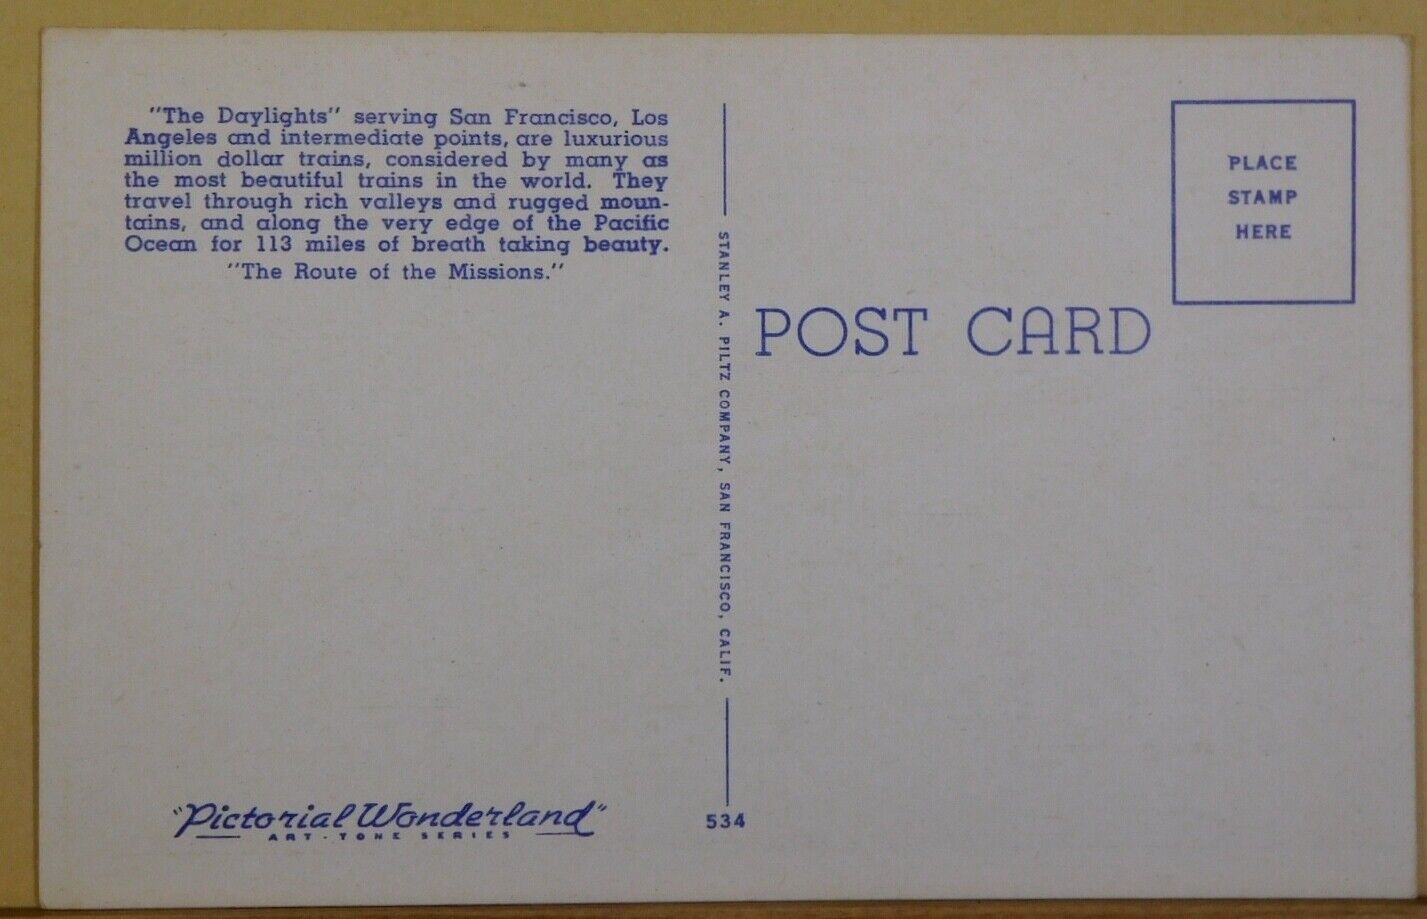 "The Daylights" serving San Francisco, Los
Angeles and intermediate points, are luxurious
million dollar trains, considered by many as
the most beautiful trains in the world. They
travel through rich valleys and rugged moun-
tains, and along the very edge of the Pacific
Ocean for 113 miles of breath taking beauty.
"The Route of the Missions."
"Pictorial Wonderland"
ART-TONE SERIES
STANLEY A. PILTZ COMPANY, SAN FRANCISCO, CALIF.
534
POST CARD
PLACE
STAMP
HERE